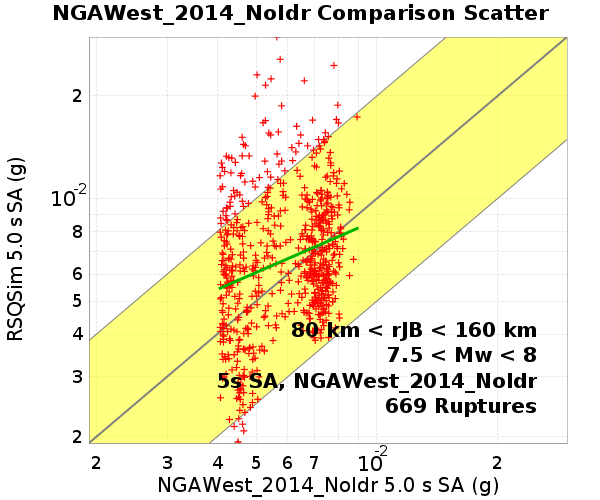 NGAWest_2014_NoIdr Comparison Scatter
RSQSim 5.0 s SA (g)
2
10-2
8
6
5
4
3
2
80 km < rJB < 160 km
7.5 < Mw < 8
5s SA, NGAWest_2014_NoIdr
669 Ruptures
2 3 4 5 6 7 10-2 2
NGAWest_2014_NoIdr 5.0 s SA (g)